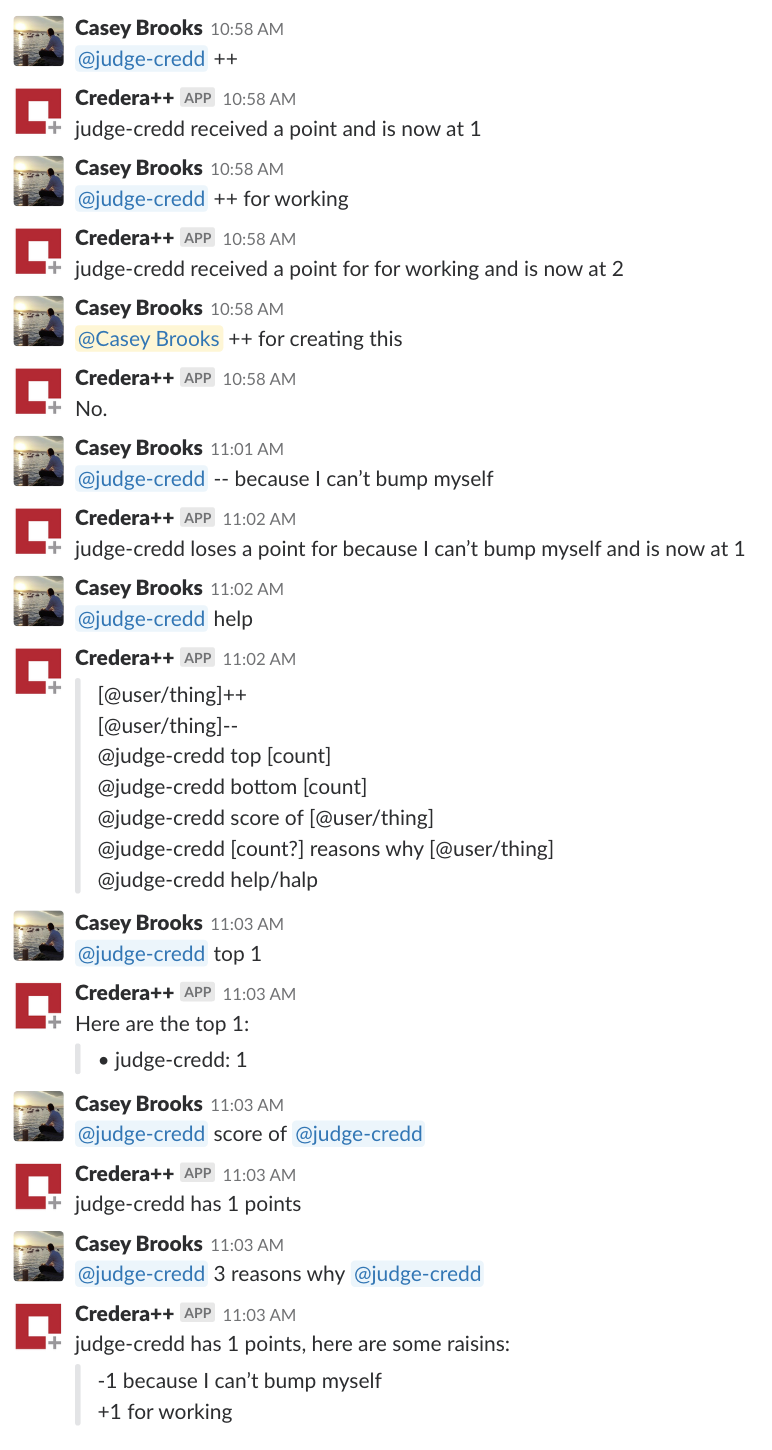 Casey Brooks 10:58 AM
@judge-credd ++
Credera++ APP 10:58 AM
judge-credd received a point and is now at 1
Casey Brooks 10:58 AM
@judge-credd ++ for working
Credera++ APP 10:58 AM
judge-credd received a point for for working and is now at 2
Casey Brooks 10:58 AM
@Casey Brooks ++ for creating this
Credera++ APP 10:58 AM
No.
Casey Brooks 11:01 AM
@judge-credd -- because I can’t bump myself
Credera++ APP 11:02 AM
judge-credd loses a point for because I can’t bump myself and is now at 1
Casey Brooks 11:02 AM
@judge-credd help
Credera++ APP 11:02 AM
[@user/thing]++
[@user/thing]--
@judge-credd top [count]
@judge-credd bottom [count]
@judge-credd score of [@user/thing]
@judge-credd [count?] reasons why [@user/thing]
@judge-credd help/halp
Casey Brooks 11:03 AM
@judge-credd top 1
Credera++ APP 11:03 AM
Here are the top 1:
• judge-credd: 1
Casey Brooks 11:03 AM
@judge-credd score of @judge-credd
Credera++ APP 11:03 AM
judge-credd has 1 points
Casey Brooks 11:03 AM
@judge-credd 3 reasons why @judge-credd
Credera++ APP 11:03 AM
judge-credd has 1 points, here are some raisins:
-1 because I can’t bump myself
+1 for working